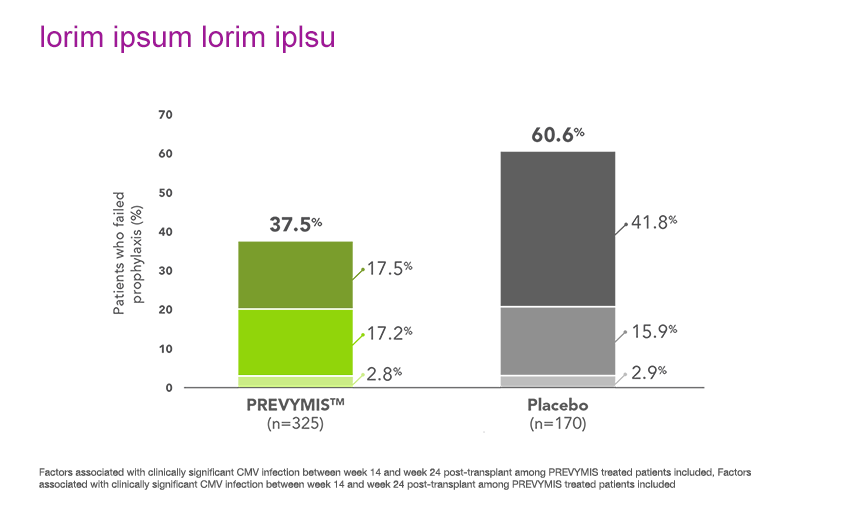 lorim ipsum lorim iplsu
70
60
50
40
30
20
10
0
Patients who failed
prophylaxis (%)
37.5%
17.5%
17.2%
2.8%
60.6%
41.8%
15.9%
2.9%
PREVYMIS™
(n=325)
Placebo
(n=170)
Factors associated with clinically significant CMV infection between week 14 and week 24 post-transplant among PREVYMIS treated patients included, Factors
associated with clinically significant CMV infection between week 14 and week 24 post-transplant among PREVYMIS treated patients included